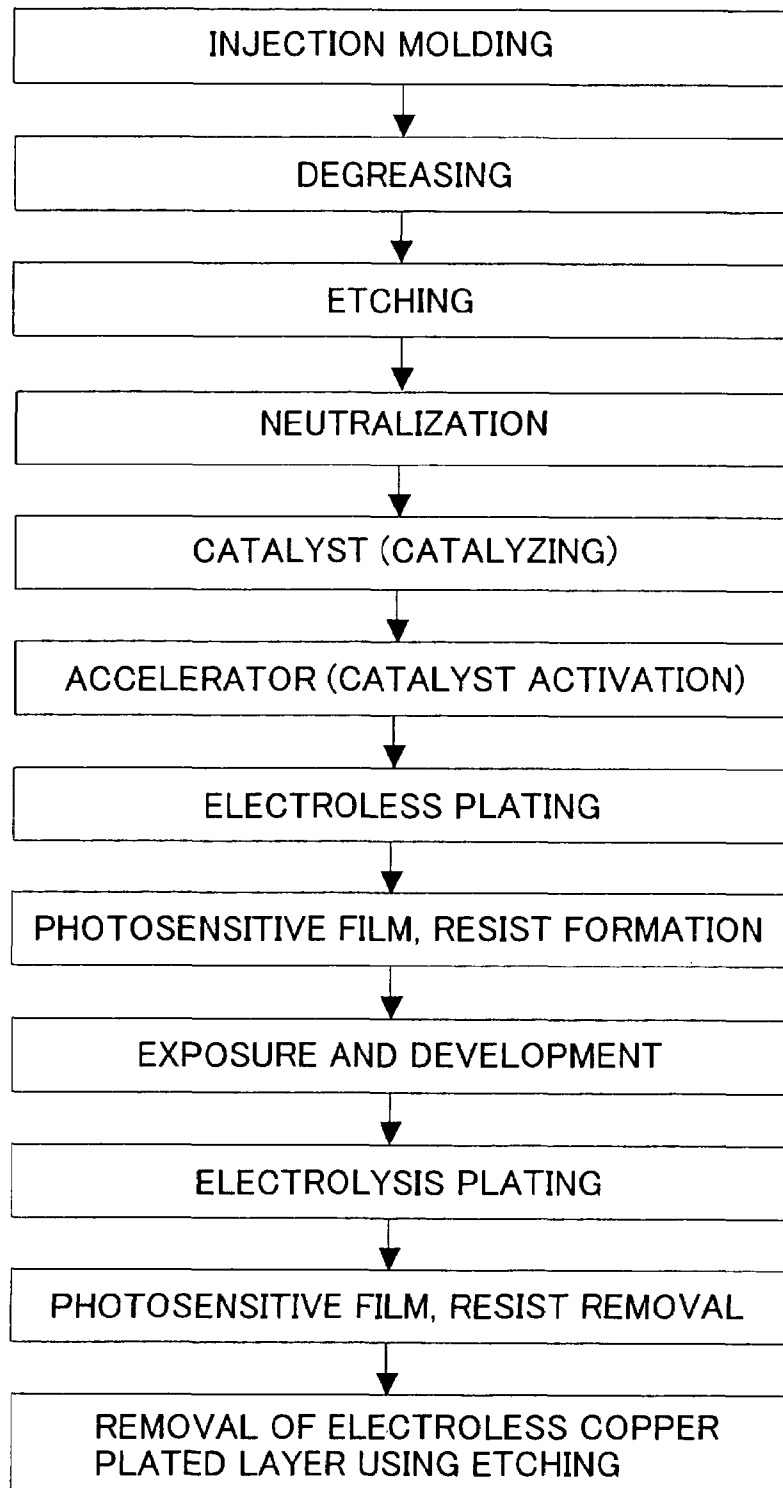 INJECTION MOLDING
DEGREASING
ETCHING
NEUTRALIZATION
CATALYST (CATALYZING)
ACCELERATOR (CATALYST ACTIVATION)
ELECTROLESS PLATING
PHOTOSENSITIVE FILM, RESIST FORMATION
EXPOSURE AND DEVELOPMENT
ELECTROLYSIS PLATING
PHOTOSENSITIVE FILM, RESIST REMOVAL
REMOVAL OF ELECTROLESS COPPER
PLATED LAYER USING ETCHING